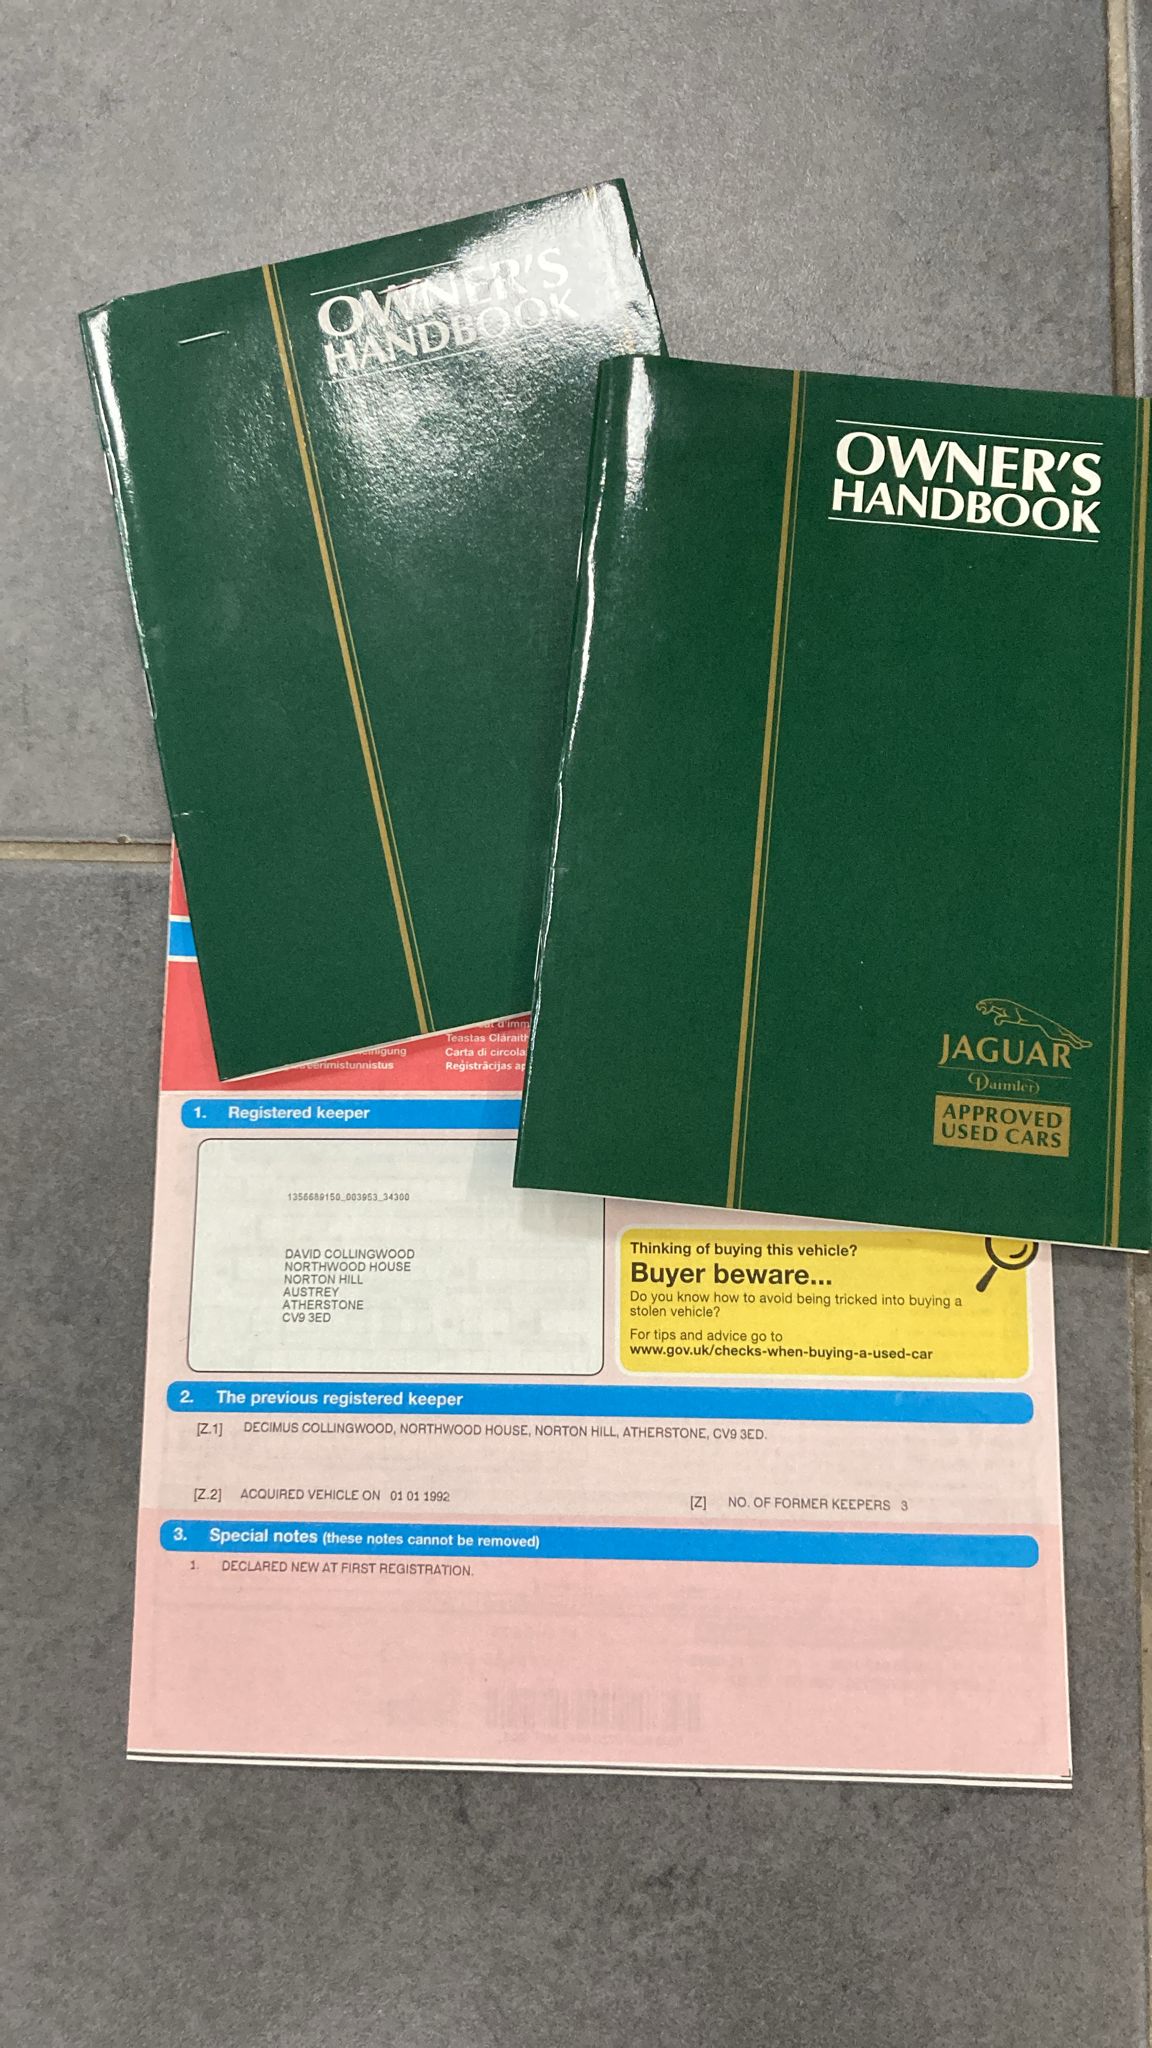 OWNER'S
HANDBOOK
OWNER'S
HANDBOOK
JAGUAR
Daimler
APPROVED
USED CARS
d'imm
Teastas Cláraith
Carta di circola
Reģistrācijas ap
1. Registered keeper
1356689150_003953_34300
DAVID COLLINGWOOD
NORTHWOOD HOUSE
NORTON HILL
AUSTREY
ATHERSTONE
CV9 3ED
Thinking of buying this vehicle?
Buyer beware...
Do you know how to avoid being tricked into buying a
stolen vehicle?
For tips and advice go to
www.gov.uk/checks-when-buying-a-used-car
2. The previous registered keeper
[Z.1] DECIMUS COLLINGWOOD, NORTHWOOD HOUSE, NORTON HILL, ATHERSTONE, CV9 3ED.
[Z.2] ACQUIRED VEHICLE ON 01 01 1992
[Z] NO. OF FORMER KEEPERS 3
3. Special notes (these notes cannot be removed)
1. DECLARED NEW AT FIRST REGISTRATION.